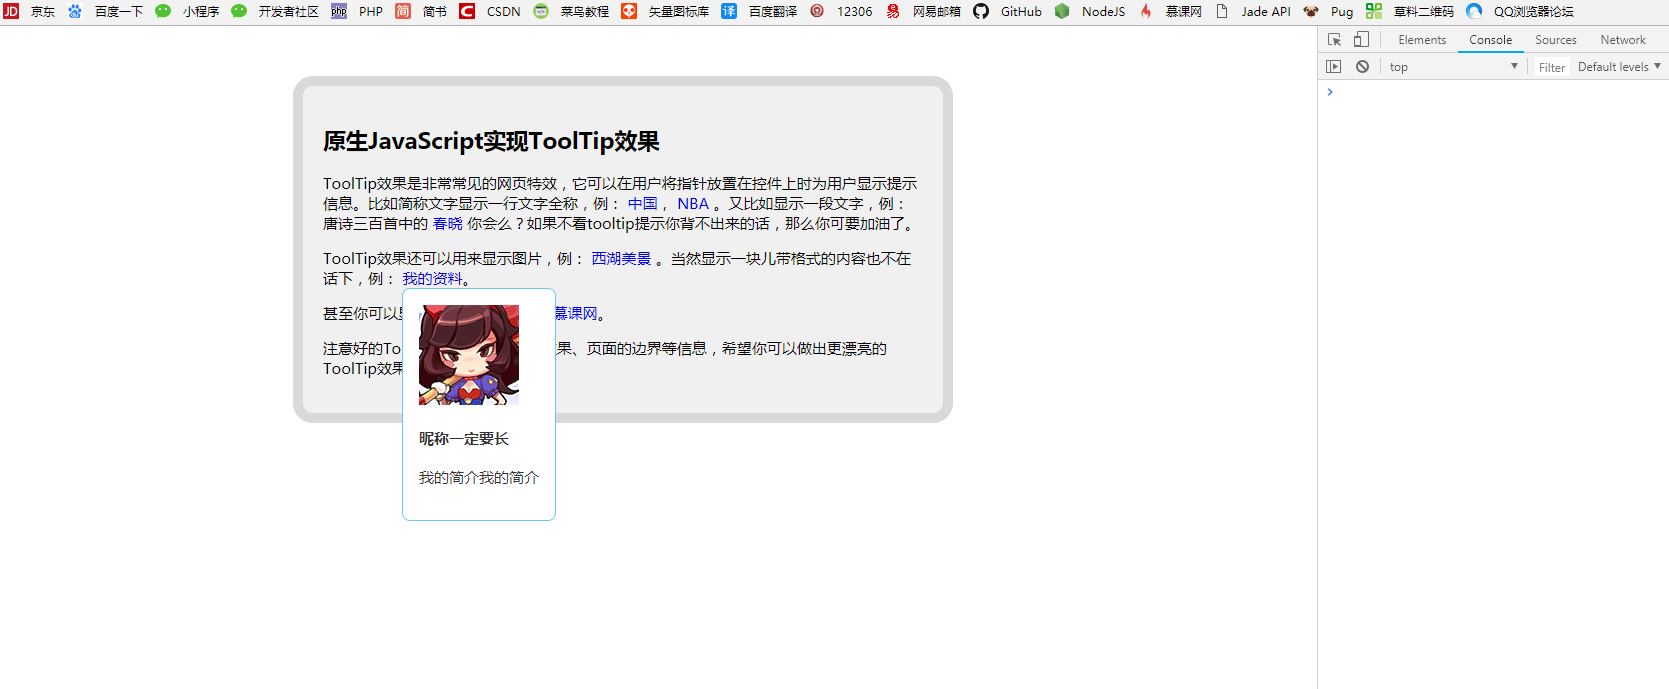 JD 京东 百度一下 小程序 开发者社区 php PHP 简 简书 C CSDN 菜鸟教程 矢量图标库 译 百度翻译 12306 易 网易邮箱 GitHub NodeJS 慕课网 Jade API Pug 草料二维码 QQ浏览器论坛
Elements Console Sources Network
top Filter Default levels
原生JavaScript实现ToolTip效果
ToolTip效果是非常常见的网页特效，它可以在用户将指针放置在控件上时为用户显示提示
信息。比如简称文字显示一行文字全称，例： 中国， NBA 。又比如显示一段文字，例：
唐诗三百首中的 春晓 你会么？如果不看tooltip提示你背不出来的话，那么你可要加油了。
ToolTip效果还可以用来显示图片，例： 西湖美景 。当然显示一块儿带格式的内容也不在
话下，例： 我的资料。
甚至你可以 慕课网。
注意好的To 果、页面的边界等信息，希望你可以做出更漂亮的
ToolTip效果
昵称一定要长
我的简介我的简介